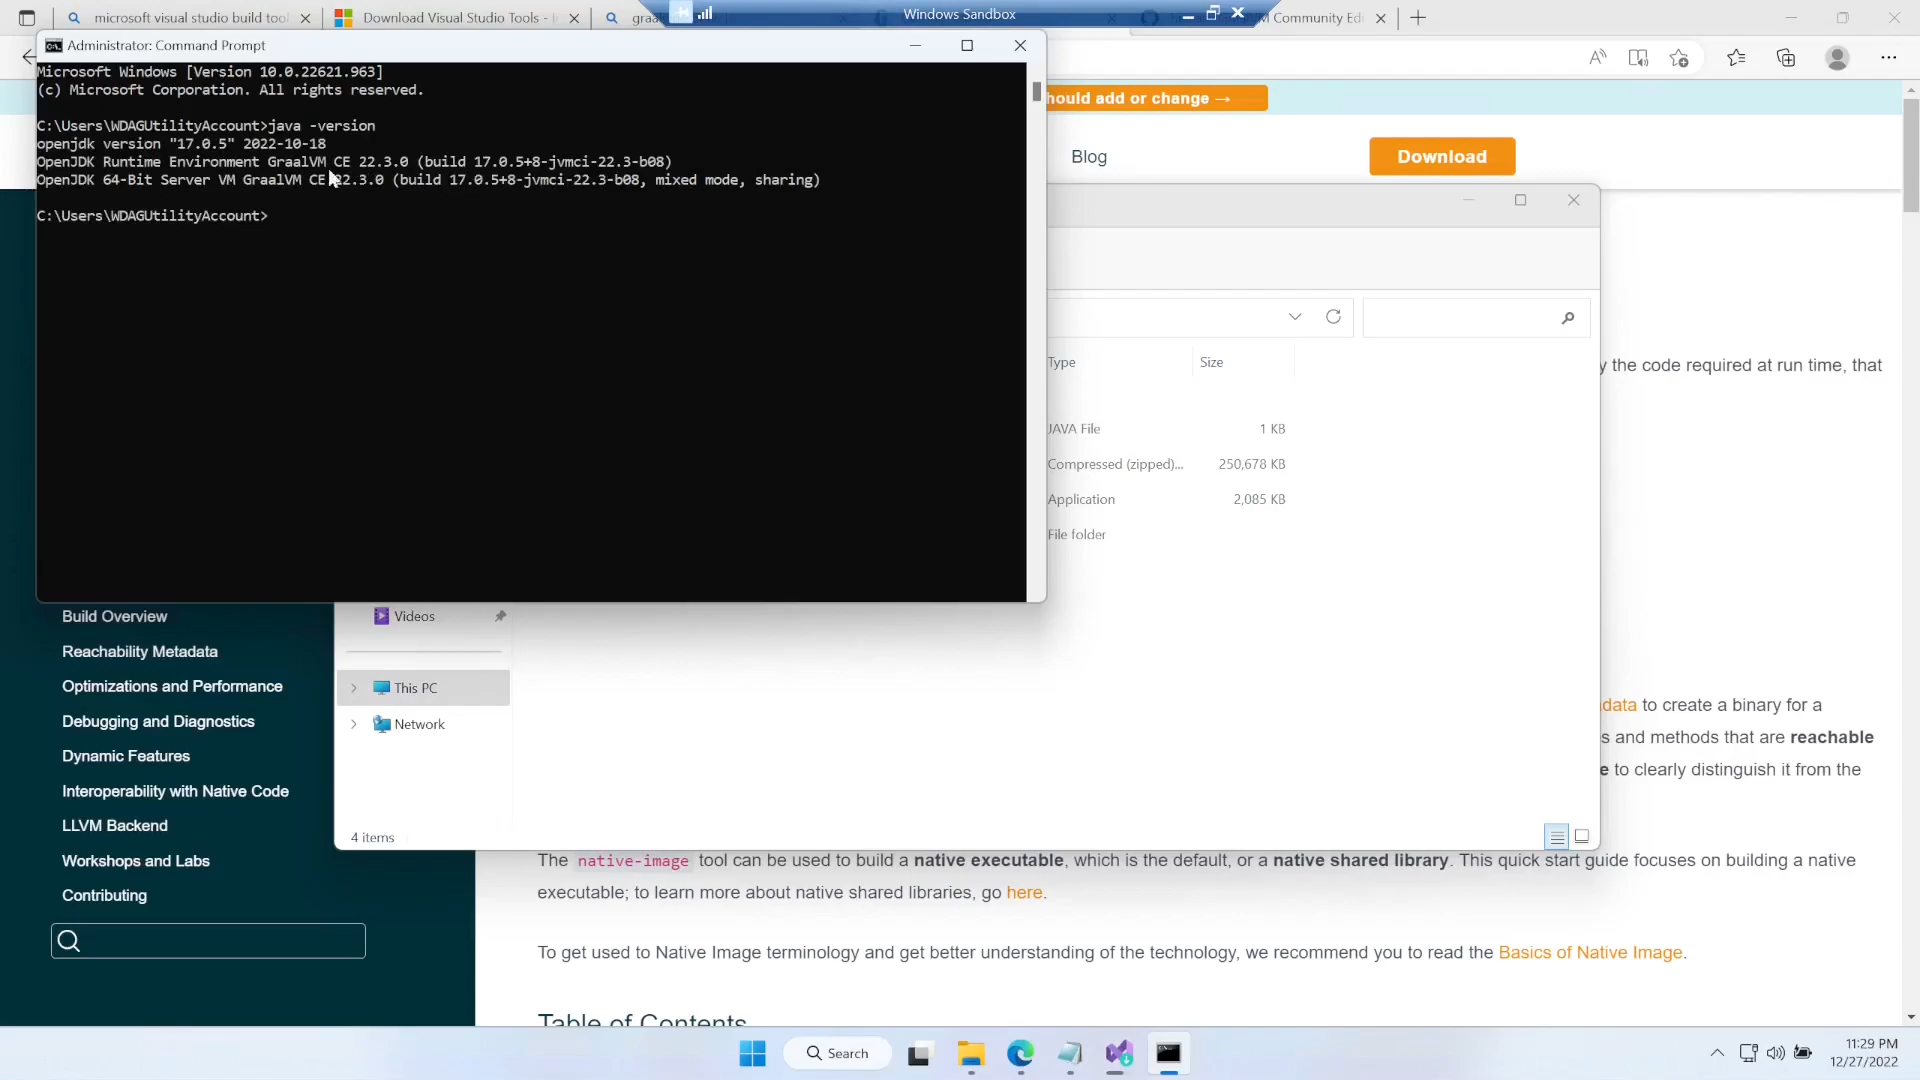 microsoft visual studio build tool
Download Visual Studio Tools - I
graa
Windows Sandbox
VM Community Edi
Administrator: Command Prompt
Microsoft Windows [Version 10.0.22621.963]
(c) Microsoft Corporation. All rights reserved.
C:\Users\WDAGUtilityAccount>java -version
openjdk version "17.0.5" 2022-10-18
OpenJDK Runtime Environment GraalVM CE 22.3.0 (build 17.0.5+8-jvmci-22.3-b08)
OpenJDK 64-Bit Server VM GraalVM CE 22.3.0 (build 17.0.5+8-jvmci-22.3-b08, mixed mode, sharing)
C:\Users\WDAGUtilityAccount>
hould add or change →
Blog
Download
Type
Size
JAVA File
1 KB
Compressed (zipped)...
250,678 KB
Application
2,085 KB
File folder
Videos
This PC
Network
4 items
Build Overview
Reachability Metadata
Optimizations and Performance
Debugging and Diagnostics
Dynamic Features
Interoperability with Native Code
LLVM Backend
Workshops and Labs
Contributing
y the code required at run time, that
data to create a binary for a
s and methods that are reachable
e to clearly distinguish it from the
The native-image tool can be used to build a native executable, which is the default, or a native shared library. This quick start guide focuses on building a native
executable; to learn more about native shared libraries, go here.
To get used to Native Image terminology and get better understanding of the technology, we recommend you to read the Basics of Native Image.
Table of Contents
Search
11:29 PM
12/27/2022